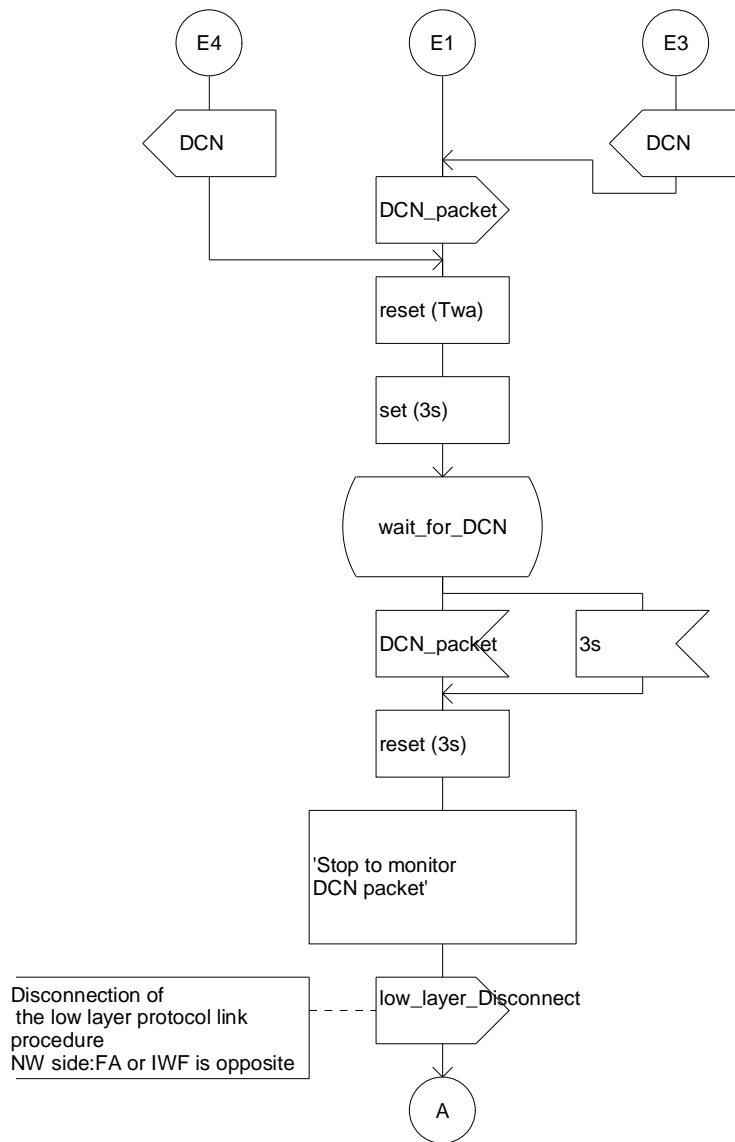 E4
E1
E3
DCN
DCN
DCN_packet
reset (Twa)
set (3s)
wait_for_DCN
DCN_packet
3s
reset (3s)
'Stop to monitor
DCN packet'
low_layer_Disconnect
Disconnection of
the low layer protocol link
procedure
NW side:FA or IWF is opposite
A